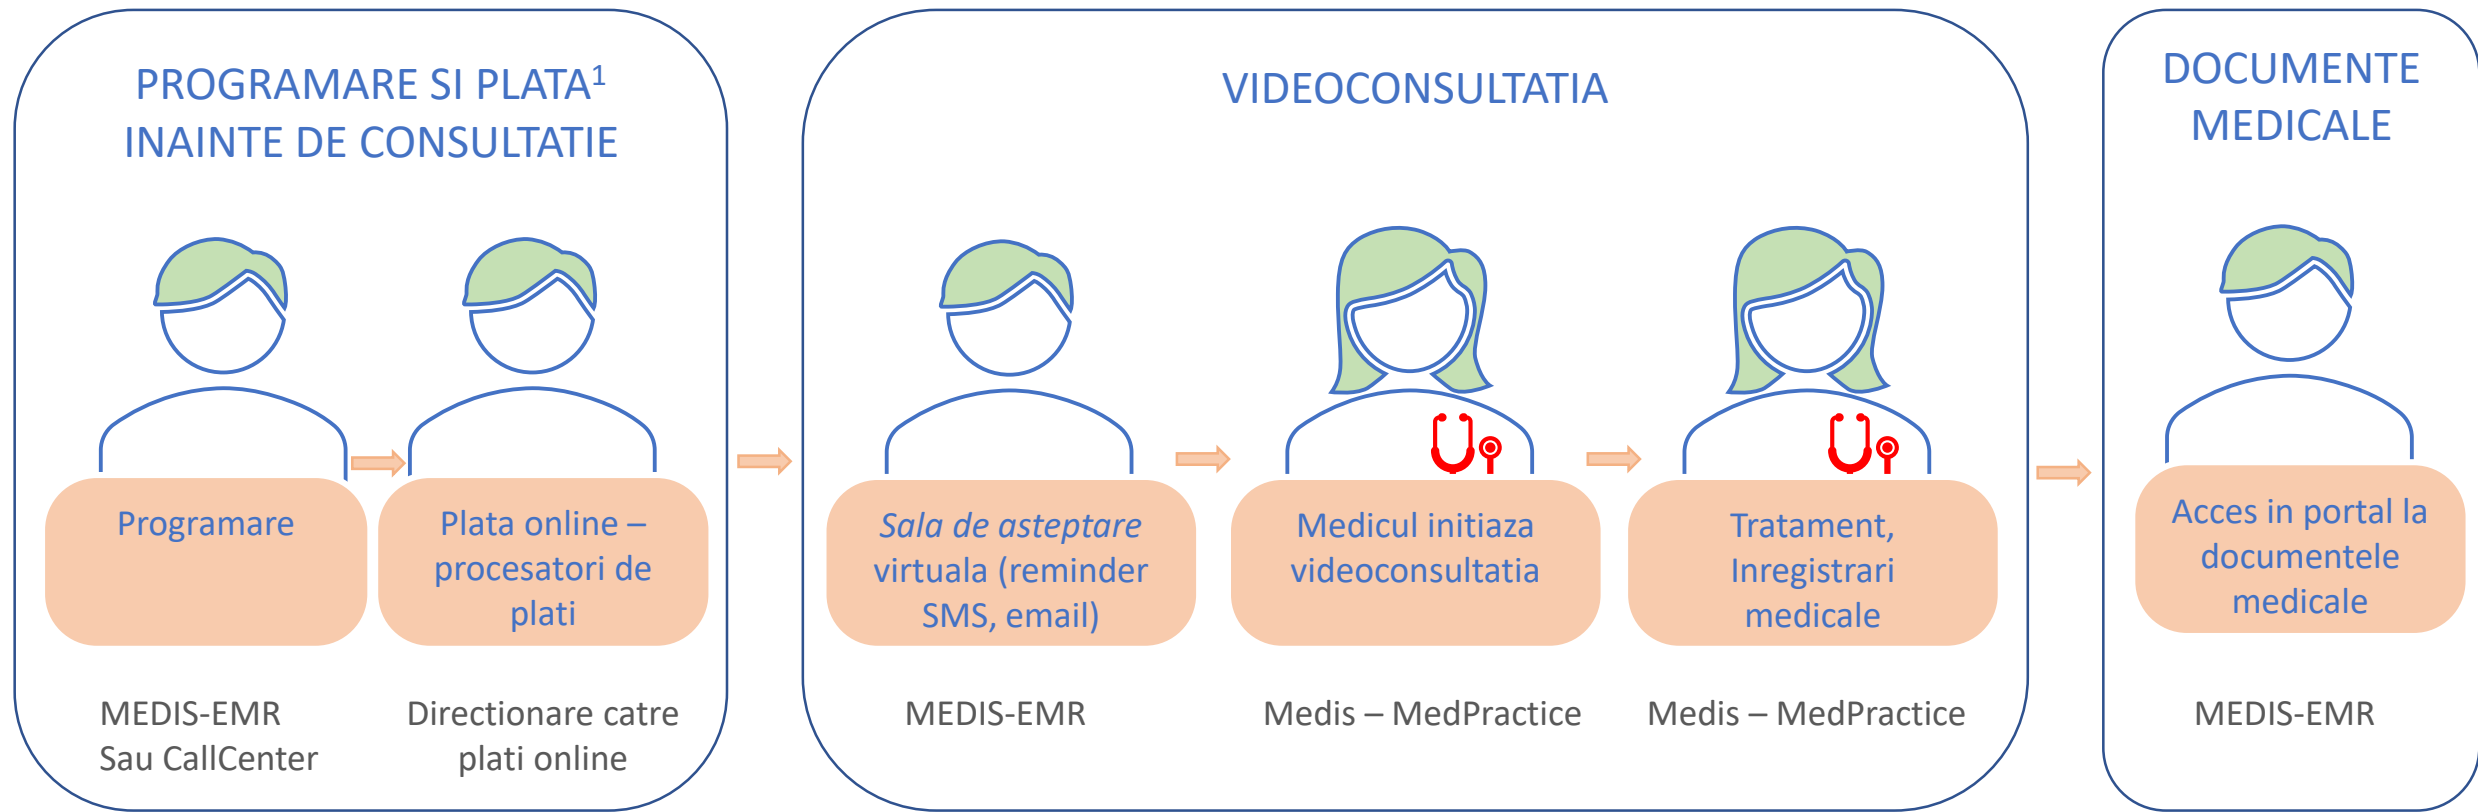 PROGRAMARE SI PLATA¹
INAINTE DE CONSULTATIE
Programare
MEDIS-EMR
Sau CallCenter
Plata online –
procesatori de
plati
Directionare catre
plati online
VIDEOCONSULTATIA
Sala de asteptare
virtuala (reminder
SMS, email)
MEDIS-EMR
Medicul initiaza
videoconsultatia
Medis – MedPractice
Tratament,
Inregistrari
medicale
Medis – MedPractice
DOCUMENTE
MEDICALE
Acces in portal la
documentele
medicale
MEDIS-EMR